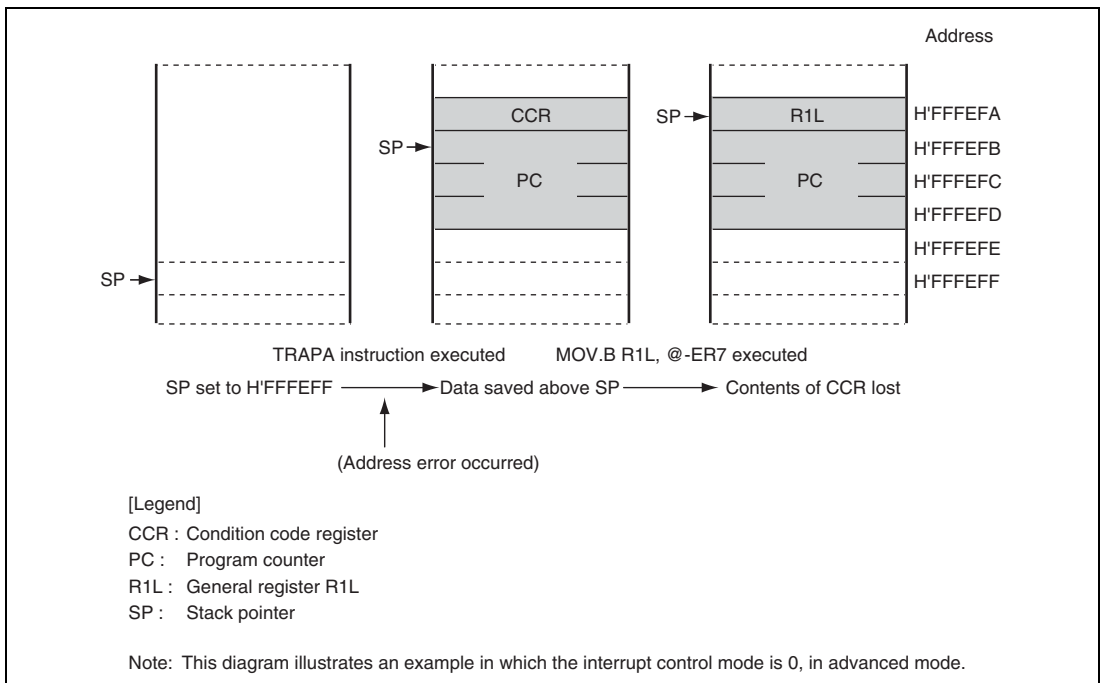 Address
CCR
SP
R1L
H'FFFEFA
SP
H'FFFEFB
PC
PC
H'FFFEFC
H'FFFEFD
H'FFFEFE
SP
H'FFFEFF
TRAPA instruction executed
MOV.B R1L, @-ER7 executed
SP set to H'FFFEFF
Data saved above SP
Contents of CCR lost
(Address error occurred)
[Legend]
CCR : Condition code register
PC : Program counter
R1L : General register R1L
SP : Stack pointer
Note: This diagram illustrates an example in which the interrupt control mode is 0, in advanced mode.